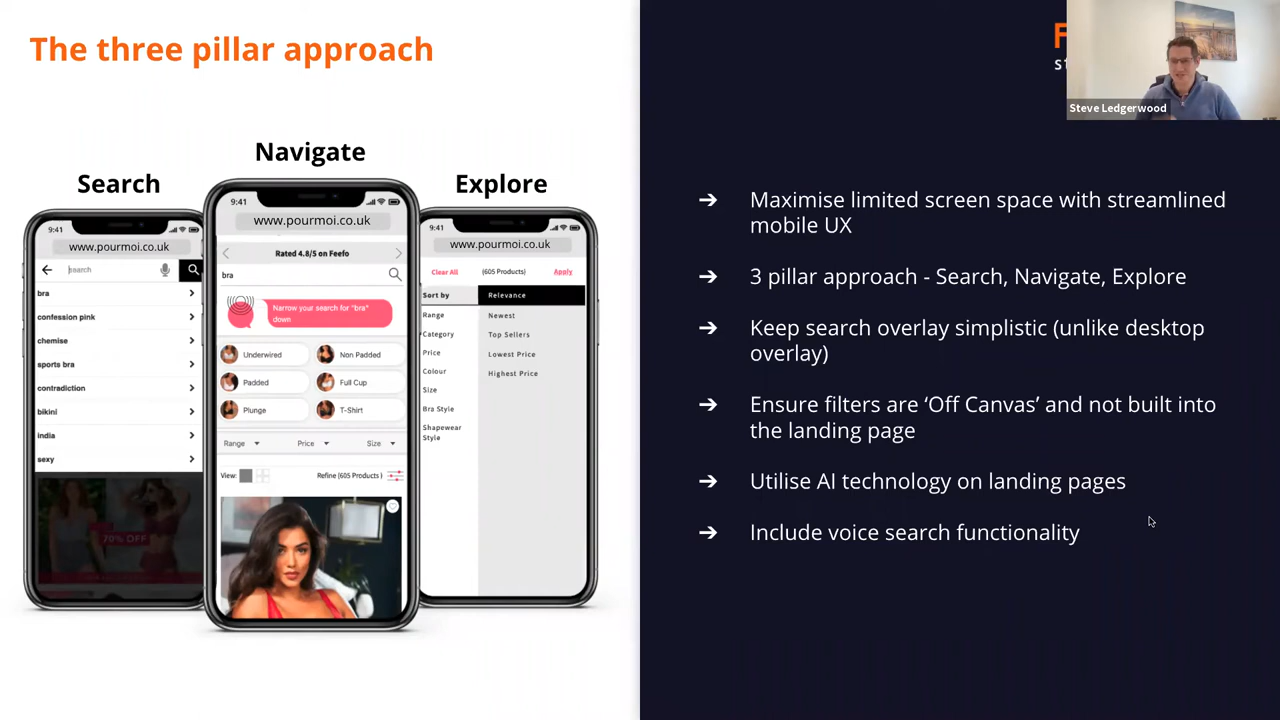 The three pillar approach
Search
Navigate
Explore
9:41
www.pourmoi.co.uk
search
bra
confession pink
chemise
sports bra
contradiction
bikini
india
sexy
70% OFF
9:41
www.pourmoi.co.uk
Rated 4.8/5 on Feefo
bra
Narrow your search for "bra"
down
Underwired
Non Padded
Padded
Full Cup
Plunge
T-Shirt
Range
Price
Size
View:
Refine (605 Products )
9:41
www.pourmoi.co.uk
Clear All
(605 Products)
Apply
Sort by
Relevance
Range
Newest
Category
Top Sellers
Price
Lowest Price
Colour
Highest Price
Size
Bra Style
Shapewear
Style
Steve Ledgerwood
➔ Maximise limited screen space with streamlined
mobile UX
➔ 3 pillar approach - Search, Navigate, Explore
➔ Keep search overlay simplistic (unlike desktop
overlay)
➔ Ensure filters are ‘Off Canvas’ and not built into
the landing page
➔ Utilise AI technology on landing pages
➔ Include voice search functionality